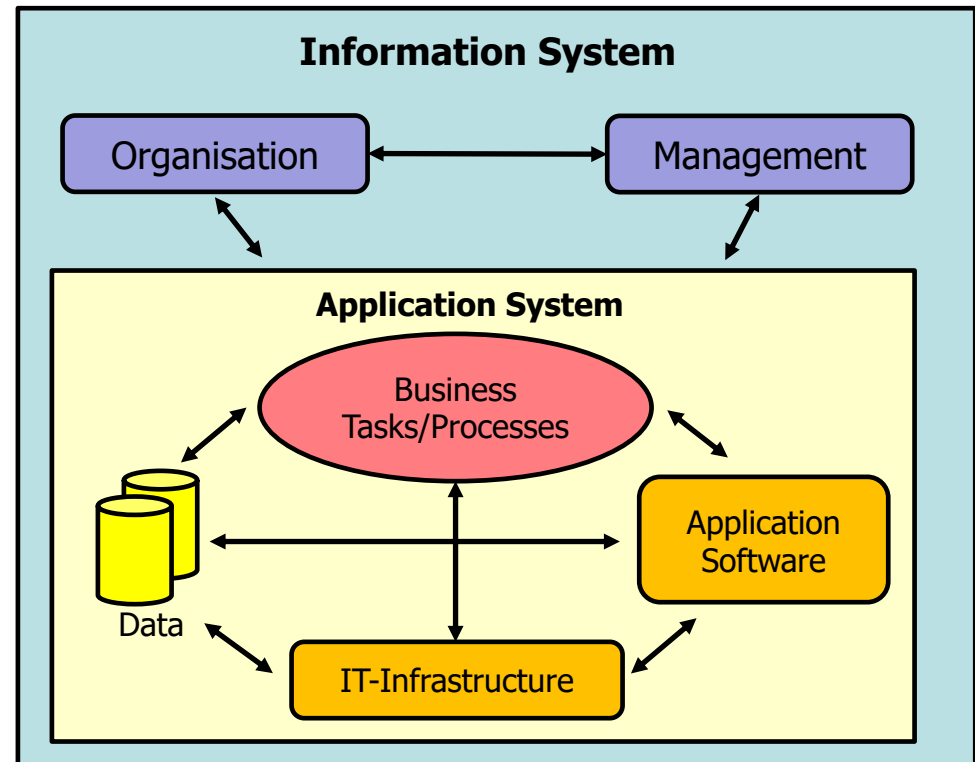 Information System
Organisation
Management
Application System
Business
Tasks/Processes
Application
Software
Data
IT-Infrastructure